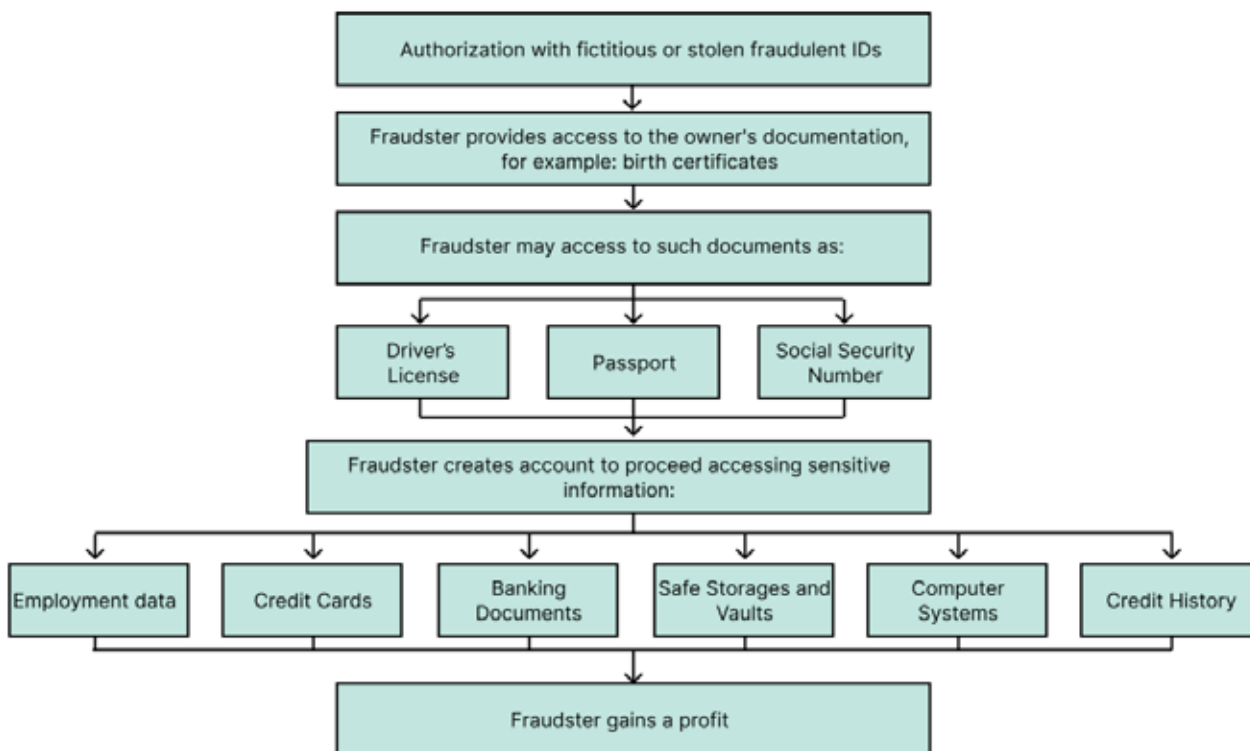 Authorization with fictitious or stolen fraudulent IDs
Fraudster provides access to the owner's documentation,
for example: birth certificates
Fraudster may access to such documents as:
Driver's
License
Passport
Social Security
Number
Fraudster creates account to proceed accessing sensitive
information:
Employment data
Credit Cards
Banking
Documents
Safe Storages and
Vaults
Computer
Systems
Credit History
Fraudster gains a profit